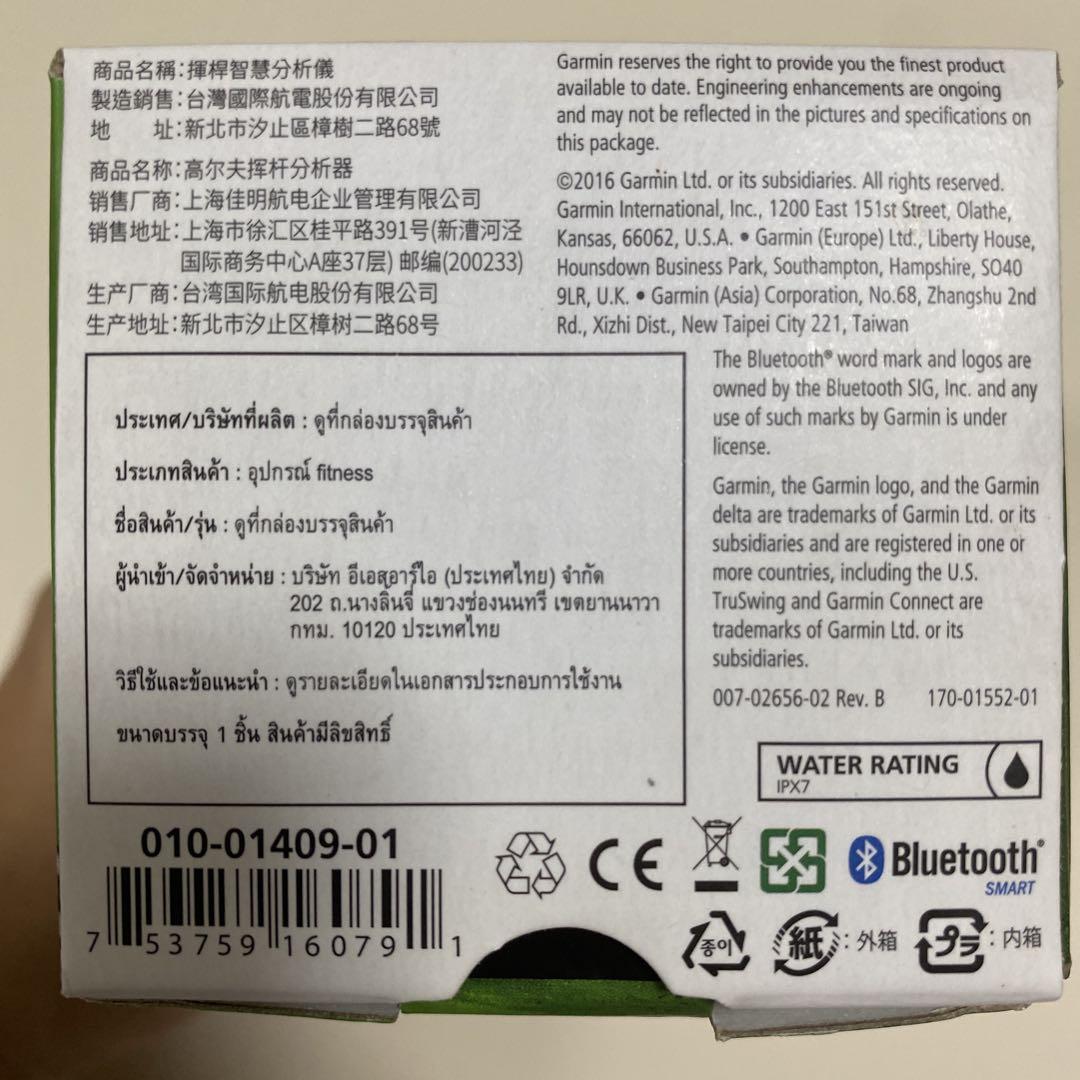 商品名稱：揮桿智慧分析儀
製造銷售：台灣國際航電股份有限公司
地　　址：新北市汐止區樟樹二路68號
商品名称：高尔夫挥杆分析器
销售厂商：上海佳明航电企业管理有限公司
销售地址：上海市徐汇区桂平路391号(新漕河泾
国际商务中心A座37层) 邮编(200233)
生产厂商：台湾国际航电股份有限公司
生产地址：新北市汐止区樟树二路68号
Garmin reserves the right to provide you the finest product
available to date. Engineering enhancements are ongoing
and may not be reflected in the pictures and specifications on
this package.
©2016 Garmin Ltd. or its subsidiaries. All rights reserved.
Garmin International, Inc., 1200 East 151st Street, Olathe,
Kansas, 66062, U.S.A. • Garmin (Europe) Ltd., Liberty House,
Hounsdown Business Park, Southampton, Hampshire, SO40
9LR, U.K. • Garmin (Asia) Corporation, No.68, Zhangshu 2nd
Rd., Xizhi Dist., New Taipei City 221, Taiwan
ประเทศ/บริษัทที่ผลิต : ดูที่กล่องบรรจุสินค้า
ประเภทสินค้า : อุปกรณ์ fitness
ชื่อสินค้า/รุ่น : ดูที่กล่องบรรจุสินค้า
ผู้นำเข้า/จัดจำหน่าย : บริษัท อีเอสอาร์ไอ (ประเทศไทย) จำกัด
202 ถ.นางลิ้นจี่ แขวงช่องนนทรี เขตยานนาวา
กทม. 10120 ประเทศไทย
วิธีใช้และข้อแนะนำ : ดูรายละเอียดในเอกสารประกอบการใช้งาน
ขนาดบรรจุ 1 ชิ้น สินค้ามีลิขสิทธิ์
The Bluetooth® word mark and logos are
owned by the Bluetooth SIG, Inc. and any
use of such marks by Garmin is under
license.
Garmin, the Garmin logo, and the Garmin
delta are trademarks of Garmin Ltd. or its
subsidiaries and are registered in one or
more countries, including the U.S.
TruSwing and Garmin Connect are
trademarks of Garmin Ltd. or its
subsidiaries.
007-02656-02 Rev. B 170-01552-01
WATER RATING
IPX7
010-01409-01
7 53759 16079 1
CE
Bluetooth®
SMART
종이
紙：外箱
プラ：内箱